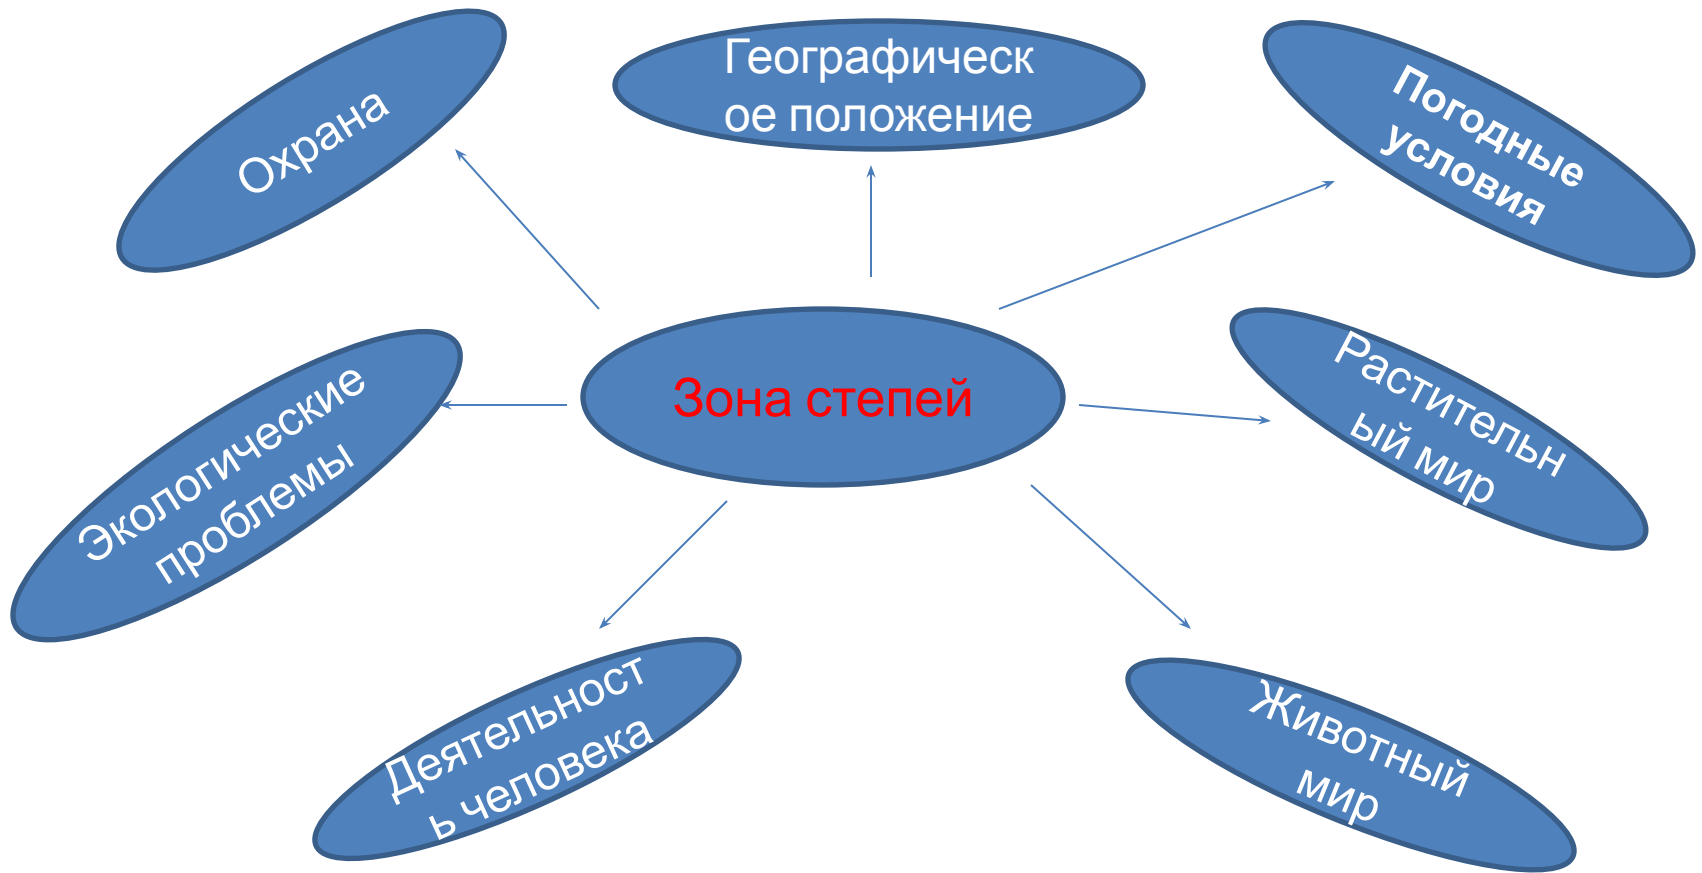 Охрана
Географическ
ое положение
Погодные
условия
Зона степей
Экологические
проблемы
Растительн
ый мир
Деятельност
ь человека
Животный
мир